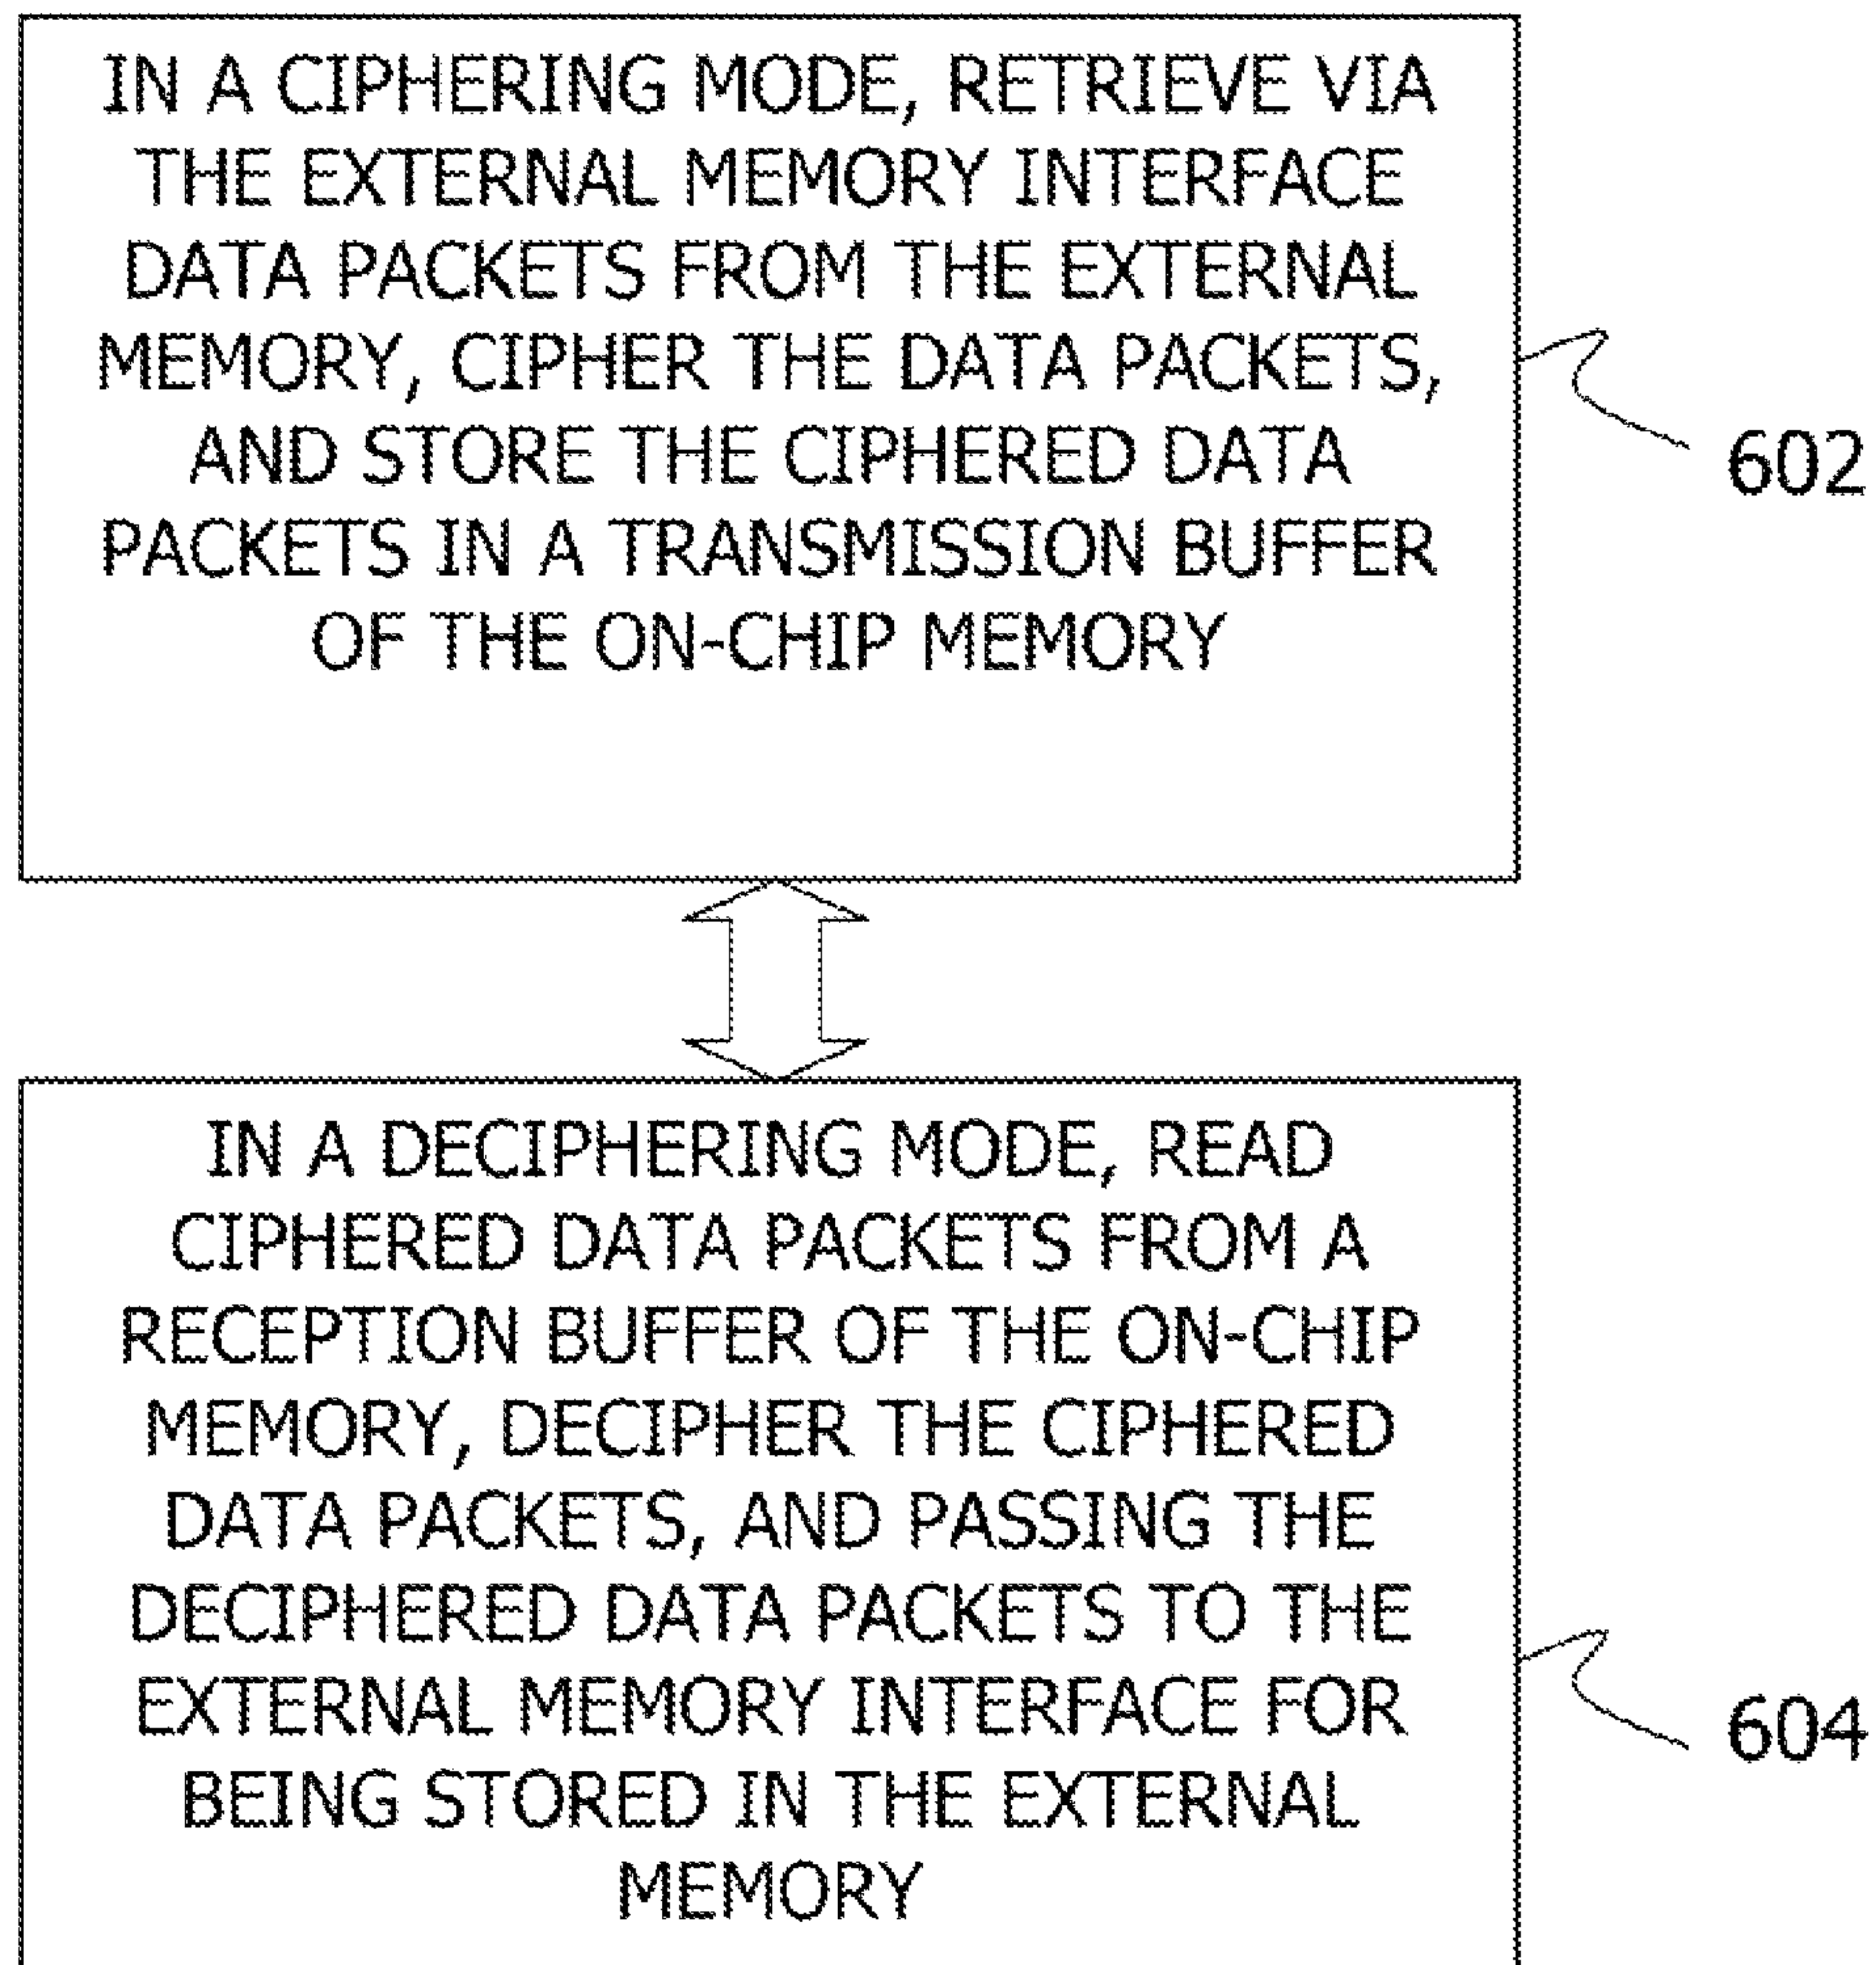 IN A CIPHERING MODE, RETRIEVE VIA
THE EXTERNAL MEMORY INTERFACE
DATA PACKETS FROM THE EXTERNAL
MEMORY, CIPHER THE DATA PACKETS,
AND STORE THE CIPHERED DATA
PACKETS IN A TRANSMISSION BUFFER
OF THE ON-CHIP MEMORY
602
IN A DECIPHERING MODE, READ
CIPHERED DATA PACKETS FROM A
RECEPTION BUFFER OF THE ON-CHIP
MEMORY, DECIPHER THE CIPHERED
DATA PACKETS, AND PASSING THE
DECIPHERED DATA PACKETS TO THE
EXTERNAL MEMORY INTERFACE FOR
BEING STORED IN THE EXTERNAL
MEMORY
604